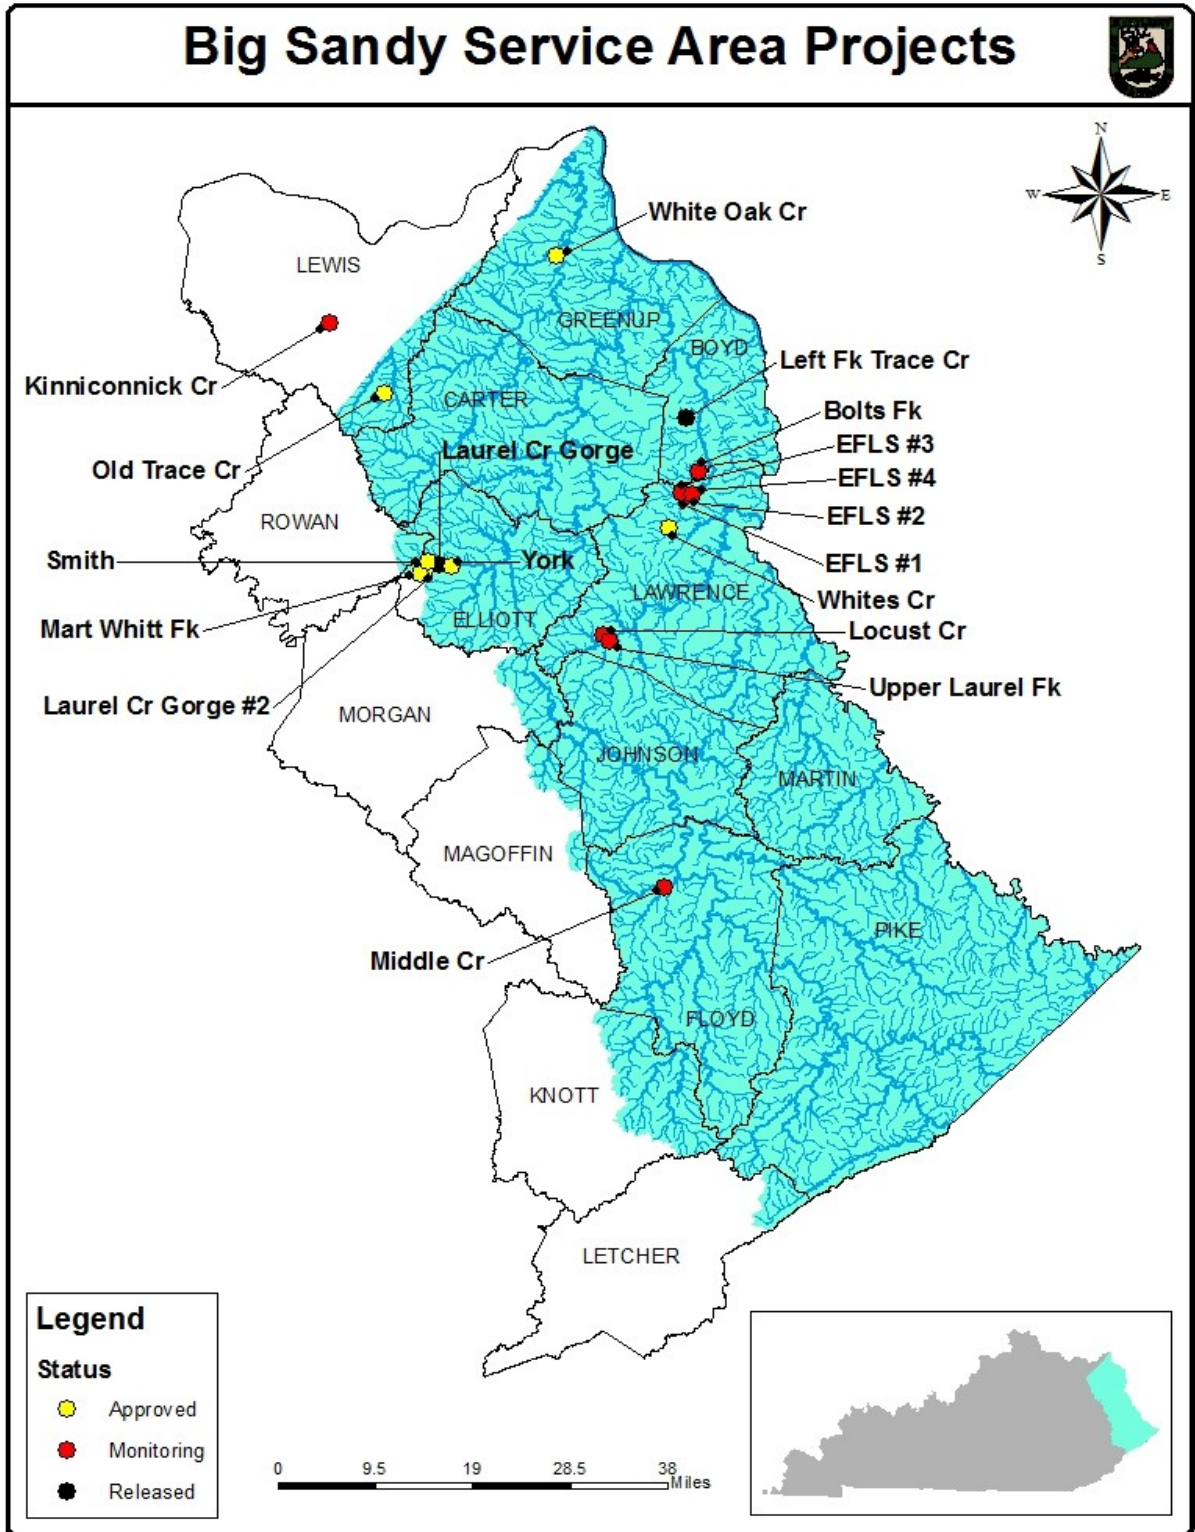 Big Sandy Service Area Projects
N
W
E
S
White Oak Cr
LEWIS
GREENUP
BOYD
Left Fk Trace Cr
Kinniconnick Cr
CARTER
Bolts Fk
EFLS #3
Laurel Cr Gorge
Old Trace Cr
EFLS #4
ROWAN
EFLS #2
Smith
York
EFLS #1
LAWRENCE
Whites Cr
ELLIOTT
Mart Whitt Fk
Locust Cr
Upper Laurel Fk
Laurel Cr Gorge #2
MORGAN
JOHNSON
MARTIN
MAGOFFIN
PIKE
Middle Cr
FLOYD
KNOTT
LETCHER
Legend
Status
Approved
Monitoring
Released
0 9.5 19 28.5 38
Miles